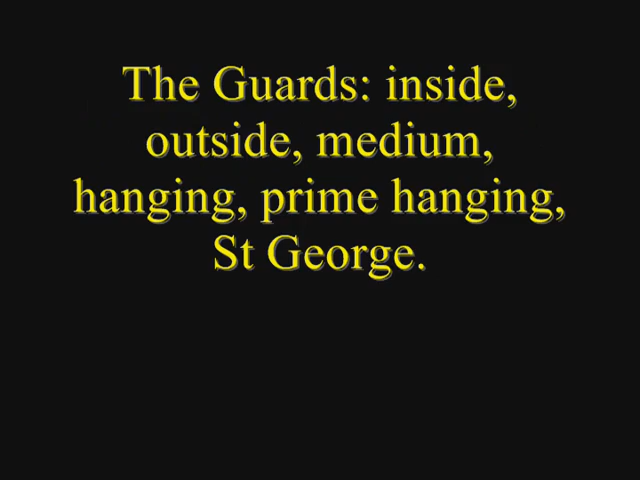 The Guards: inside,
outside, medium,
hanging, prime hanging,
St George.